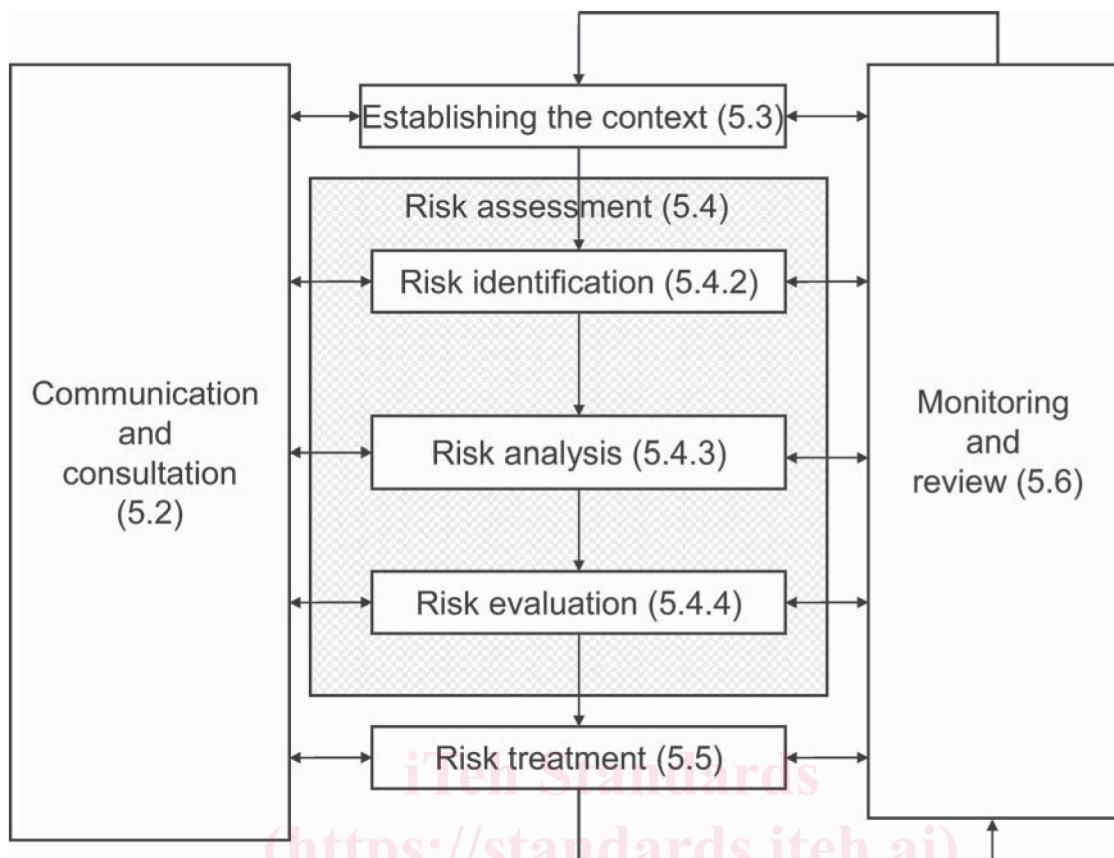 Establishing the context (5.3)
Risk assessment (5.4)
Risk identification (5.4.2)
Communication
and
consultation
(5.2)
Risk analysis (5.4.3)
Monitoring
and
review (5.6)
Risk evaluation (5.4.4)
Risk treatment (5.5)
iTeh Standards
(https://standards.iteh.ai)